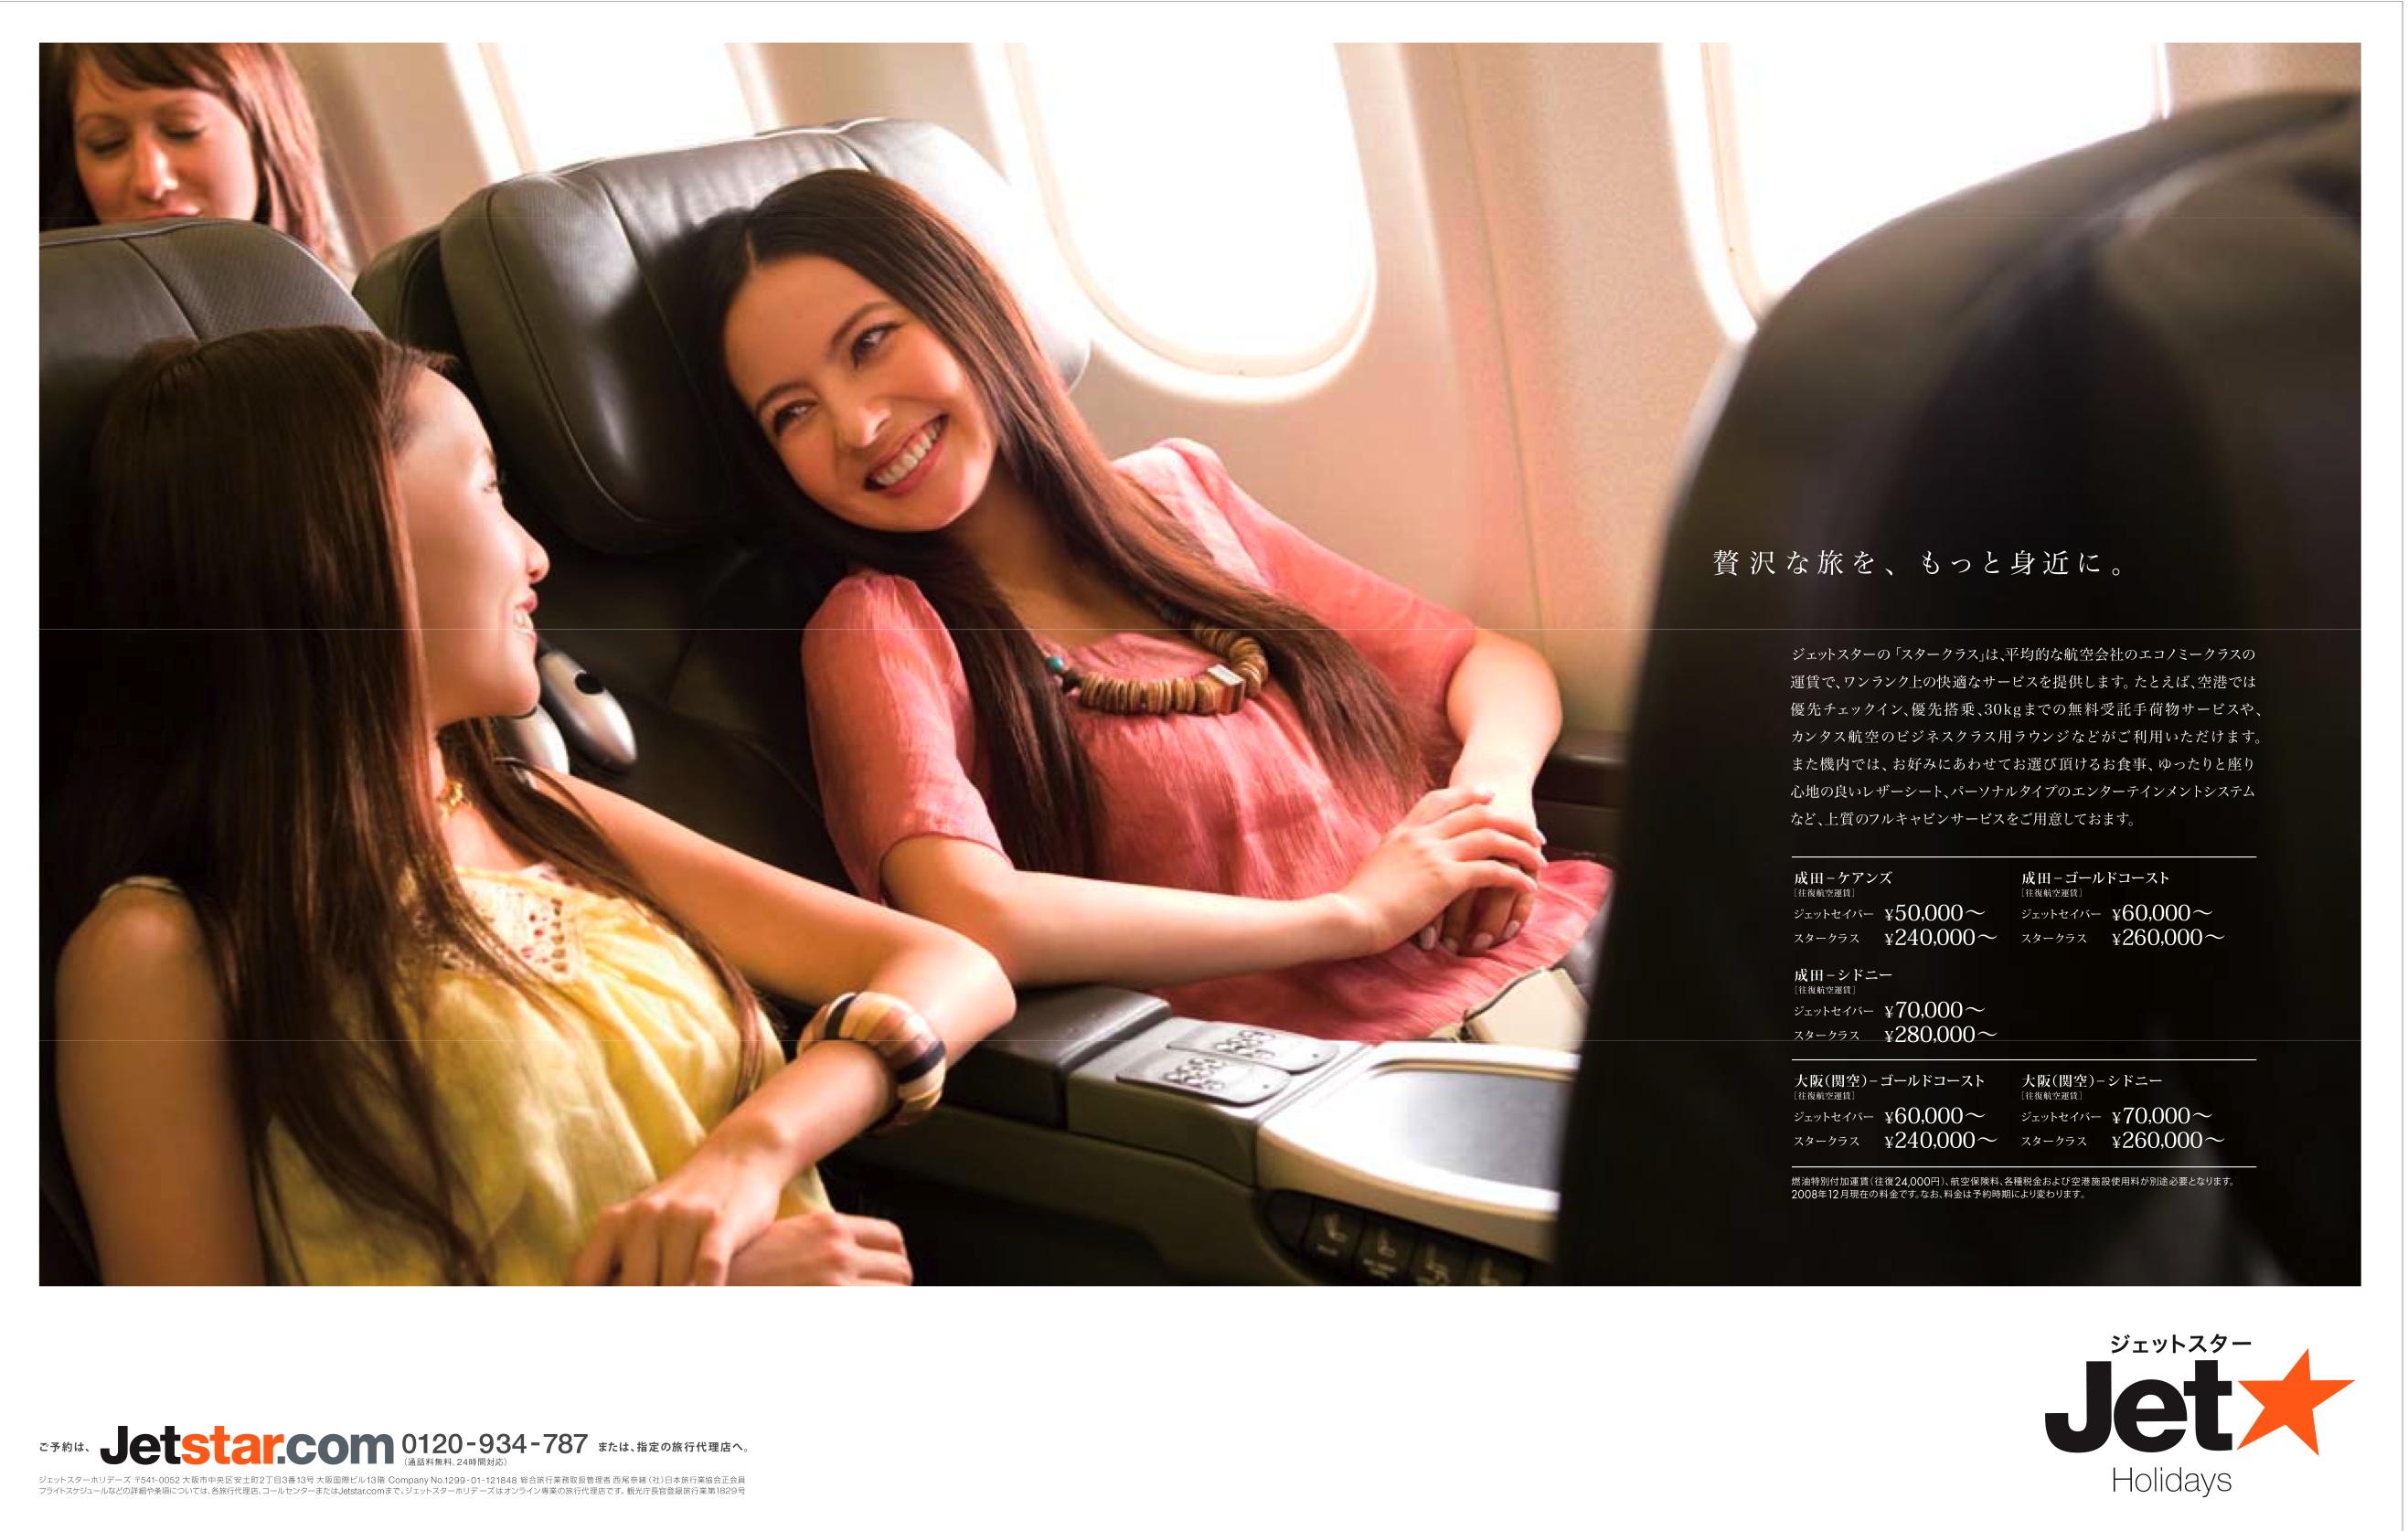 贅沢な旅を、もっと身近に。
ジェットスターの「スタークラス」は、平均的な航空会社のエコノミークラスの
運賃で、ワンランク上の快適なサービスを提供します。たとえば、空港では
優先チェックイン、優先搭乗、30kgまでの無料受託手荷物サービスや、
カンタス航空のビジネスクラス用ラウンジなどがご利用いただけます。
また機内では、お好みにあわせてお選び頂けるお食事、ゆったりと座り
心地の良いレザーシート、パーソナルタイプのエンターテインメントシステム
など、上質のフルキャビンサービスをご用意しております。
成田－ケアンズ
［往復航空運賃］
ジェットセイバー ¥50,000〜
スタークラス ¥240,000〜
成田－ゴールドコースト
［往復航空運賃］
ジェットセイバー ¥60,000〜
スタークラス ¥260,000〜
成田－シドニー
［往復航空運賃］
ジェットセイバー ¥70,000〜
スタークラス ¥280,000〜
大阪（関空）－ゴールドコースト
［往復航空運賃］
ジェットセイバー ¥60,000〜
スタークラス ¥240,000〜
大阪（関空）－シドニー
［往復航空運賃］
ジェットセイバー ¥70,000〜
スタークラス ¥260,000〜
燃油特別付加運賃（往復24,000円）、航空保険料、各種税金および空港施設使用料が別途必要となります。
2008年12月現在の料金です。なお、料金は予約時期により変わります。
ジェットスター
Jet
Holidays
ご予約は、 Jetstar.com 0120-934-787 または、指定の旅行代理店へ。
（通話料無料、24時間対応）
ジェットスターホリデーズ 〒541-0052 大阪市中央区安土町2丁目3番13号 大阪国際ビル13階 Company No.1299-01-121848 総合旅行業務取扱管理者 西尾奈緒（社）日本旅行業協会正会員
フライトスケジュールなどの詳細や条項については、各旅行代理店、コールセンターまたはJetstar.comまで。ジェットスターホリデーズはオンライン専業の旅行代理店です。観光庁長官登録旅行業第1829号